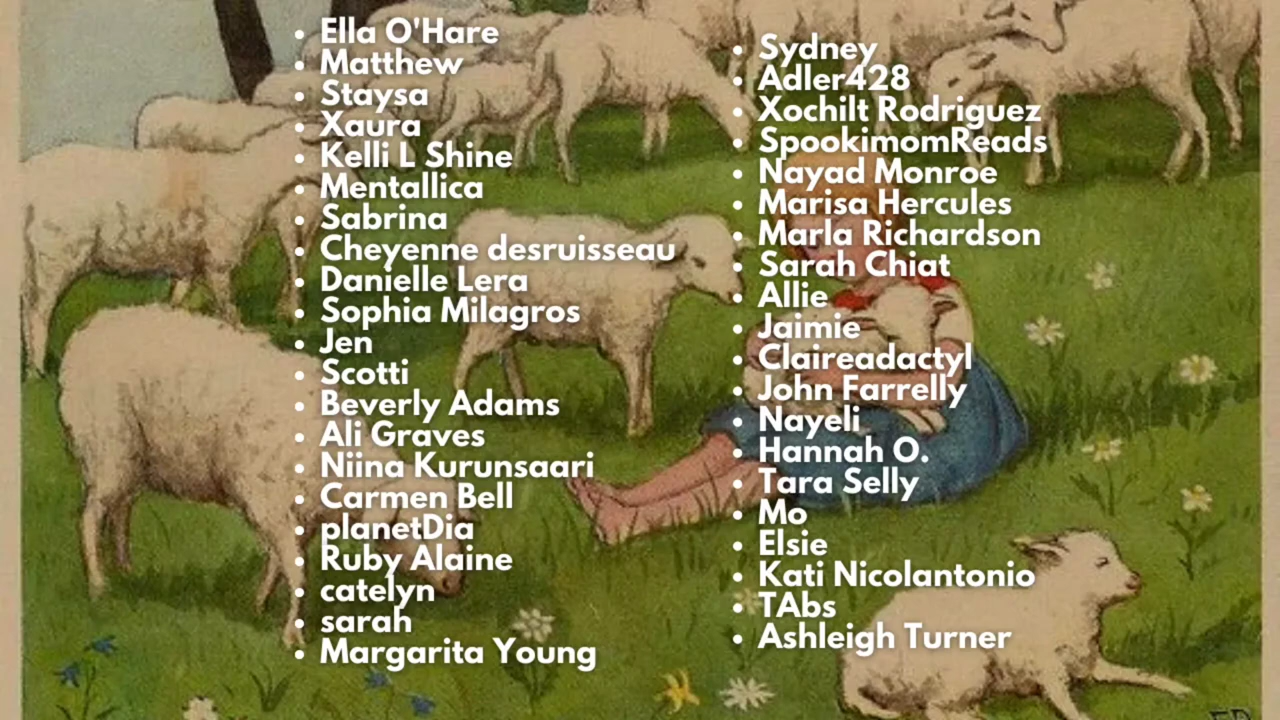 • Ella O'Hare
• Matthew
• Staysa
• Xaura
• Kelli L Shine
• Mentallica
• Sabrina
• Cheyenne desruisseau
• Danielle Lera
• Sophia Milagros
• Jen
• Scotti
• Beverly Adams
• Ali Graves
• Niina Kurunsaari
• Carmen Bell
• planetDia
• Ruby Alaine
• catelyn
• sarah
• Margarita Young
• Sydney
• Adler428
• Xochilt Rodriguez
• SpookimomReads
• Nayad Monroe
• Marisa Hercules
• Marla Richardson
• Sarah Chiat
• Allie
• Jaimie
• Claireadactyl
• John Farrelly
• Nayeli
• Hannah O.
• Tara Selly
• Mo
• Elsie
• Kati Nicolantonio
• TAbs
• Ashleigh Turner